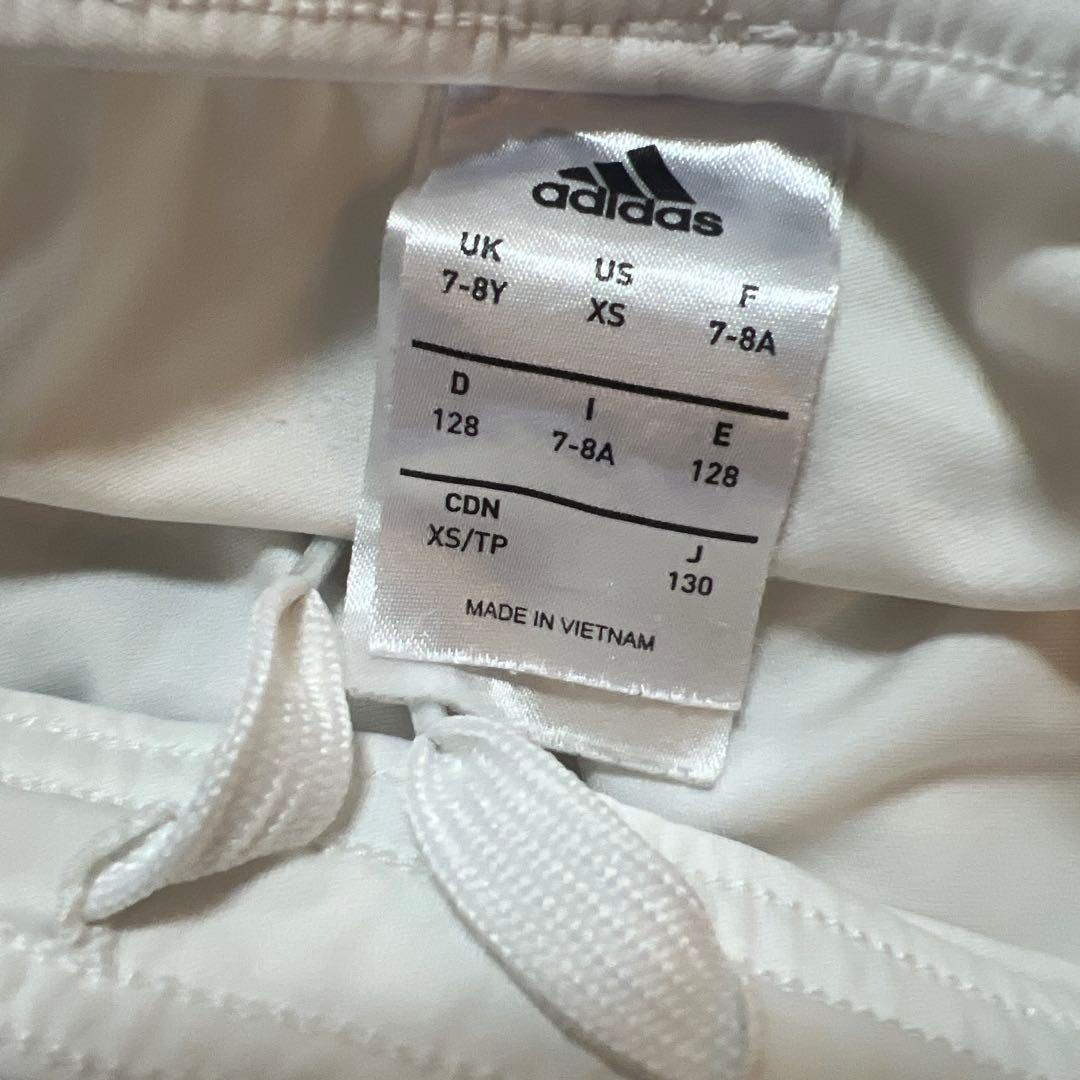 adidas
UK US F
7-8Y XS 7-8A
D I E
128 7-8A 128
CDN J
XS/TP 130
MADE IN VIETNAM